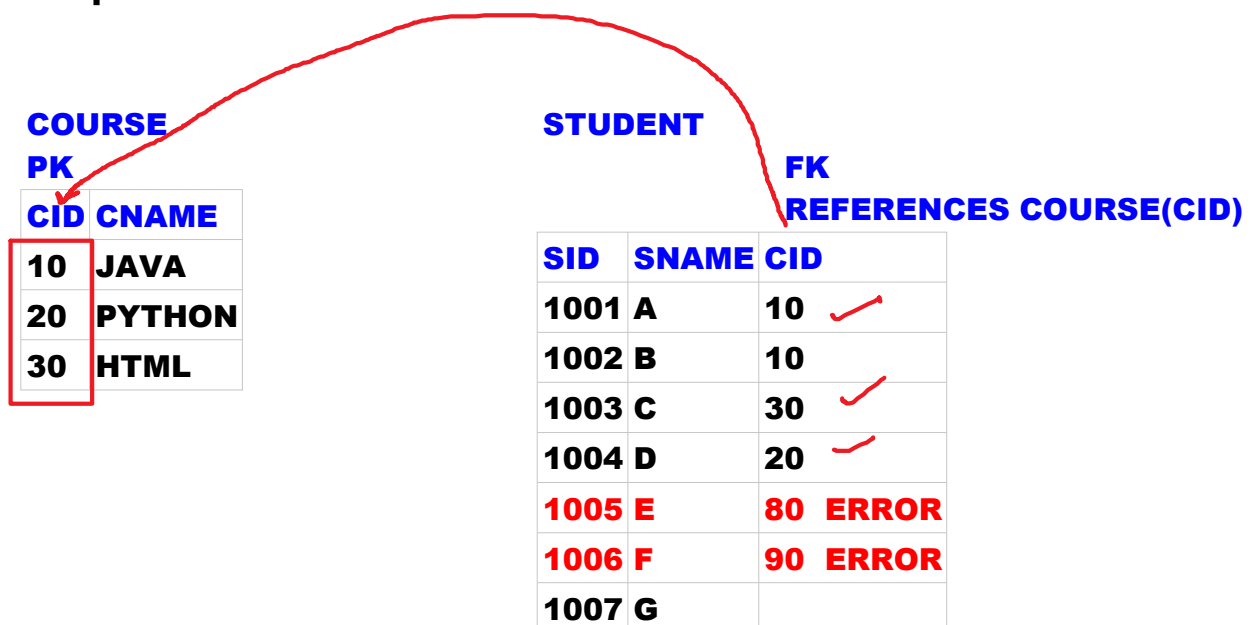 COURSE
PK
CID CNAME
10 JAVA
20 PYTHON
30 HTML
STUDENT
FK
REFERENCES COURSE(CID)
SID SNAME CID
1001 A 10
1002 B 10
1003 C 30
1004 D 20
1005 E 80 ERROR
1006 F 90 ERROR
1007 G